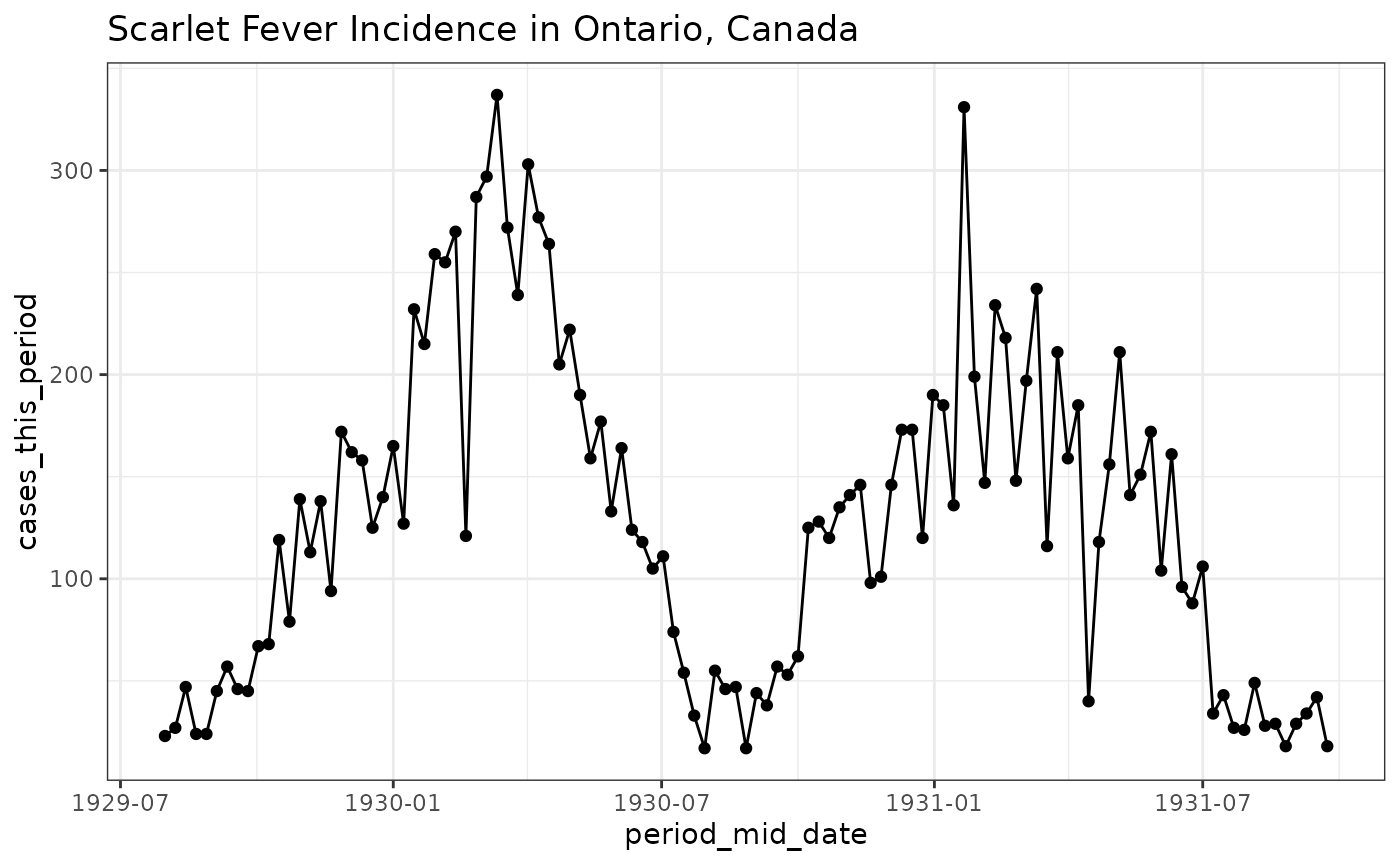 Scarlet Fever Incidence in Ontario, Canada
cases_this_period
300
200
100
1929-07 1930-01 1930-07 1931-01 1931-07
period_mid_date